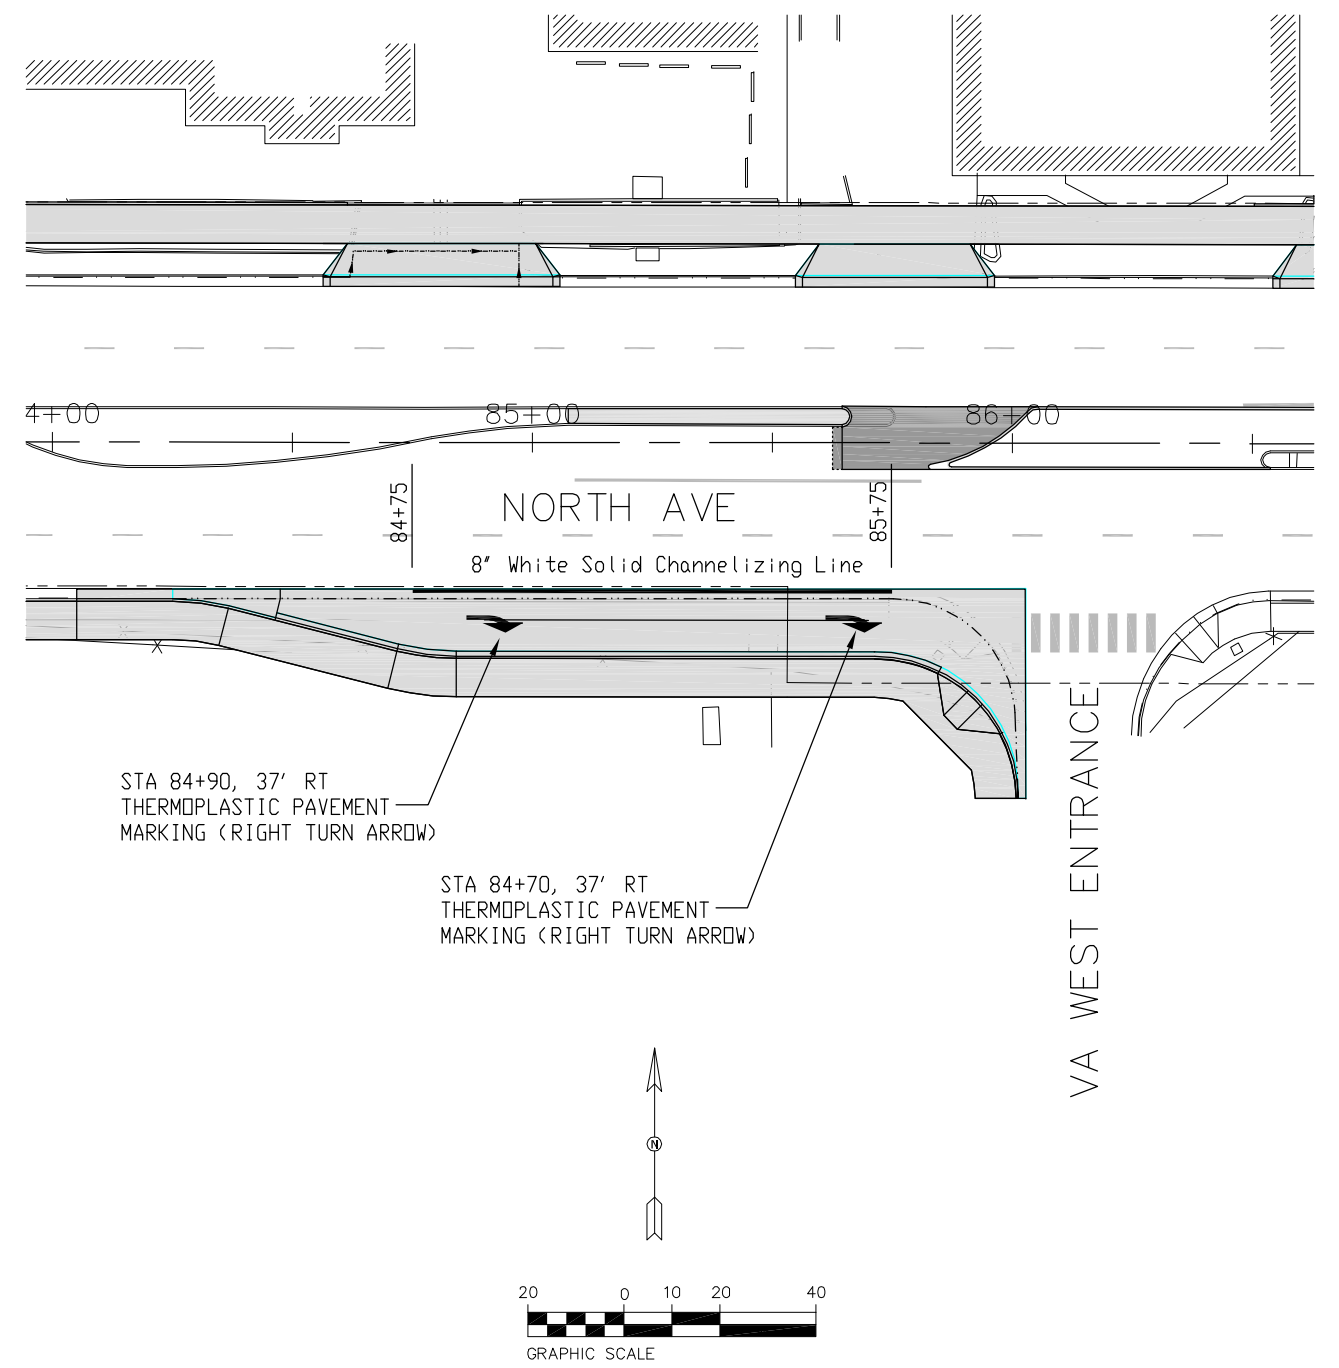 4+00
85+00
86+00
84+75
85+75
NORTH AVE
8" White Solid Channelizing Line
STA 84+90, 37' RT
THERMOPLASTIC PAVEMENT
MARKING (RIGHT TURN ARROW)
STA 84+70, 37' RT
THERMOPLASTIC PAVEMENT
MARKING (RIGHT TURN ARROW)
VA WEST ENTRANCE
N
20 0 10 20 40
GRAPHIC SCALE